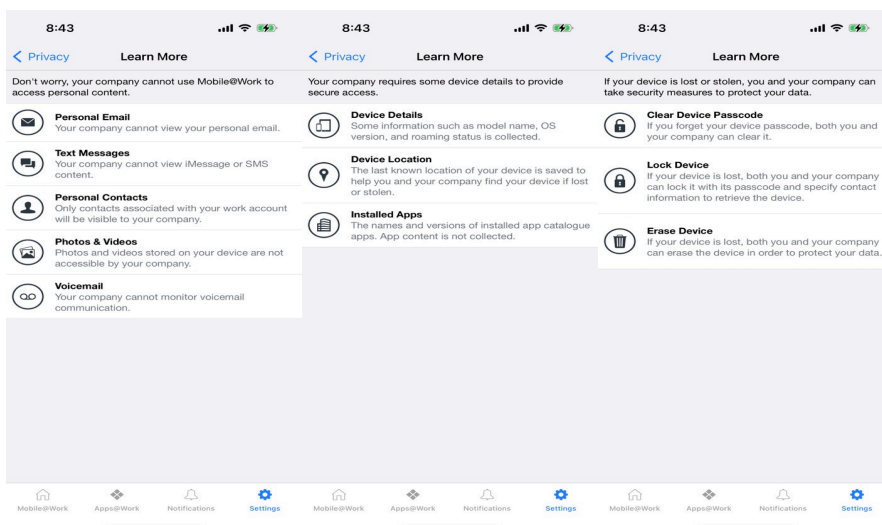 8:43
Privacy
Learn More
Don't worry, your company cannot use Mobile@Work to
access personal content.
Personal Email
Your company cannot view your personal email.
Text Messages
Your company cannot view iMessage or SMS
content.
Personal Contacts
Only contacts associated with your work account
will be visible to your company.
Photos & Videos
Photos and videos stored on your device are not
accessible by your company.
Voicemail
Your company cannot monitor voicemail
communication.
Mobile@Work
Apps@Work
Notifications
Settings
8:43
Privacy
Learn More
Your company requires some device details to provide
secure access.
Device Details
Some information such as model name, OS
version, and roaming status is collected.
Device Location
The last known location of your device is saved to
help you and your company find your device if lost
or stolen.
Installed Apps
The names and versions of installed app catalogue
apps. App content is not collected.
Mobile@Work
Apps@Work
Notifications
Settings
8:43
Privacy
Learn More
If your device is lost or stolen, you and your company can
take security measures to protect your data.
Clear Device Passcode
If you forget your device passcode, both you and
your company can clear it.
Lock Device
If your device is lost, both you and your company
can lock it with its passcode and specify contact
information to retrieve the device.
Erase Device
If your device is lost, both you and your company
can erase the device in order to protect your data.
Mobile@Work
Apps@Work
Notifications
Settings